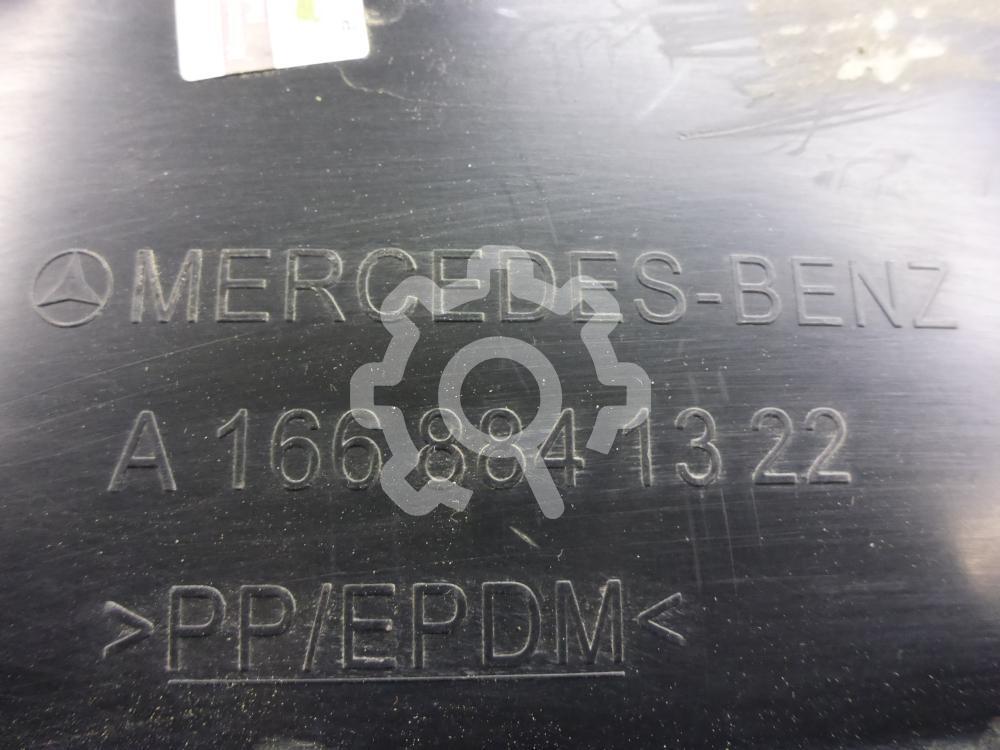 MERCEDES-BENZ
A 166 884 13 22
>PP/EPDM<